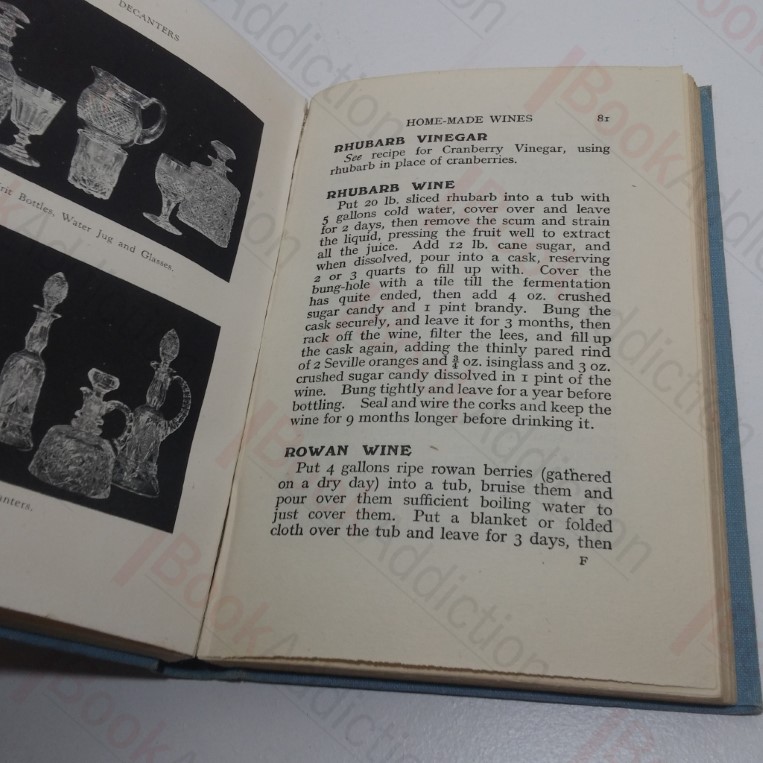 DECANTERS
rit Bottles, Water Jug and Glasses.
anters.
HOME-MADE WINES 81
RHUBARB VINEGAR
See recipe for Cranberry Vinegar, using
rhubarb in place of cranberries.
RHUBARB WINE
Put 20 lb. sliced rhubarb into a tub with
5 gallons cold water, cover over and leave
for 2 days, then remove the scum and strain
the liquid, pressing the fruit well to extract
all the juice. Add 12 lb. cane sugar, and
when dissolved, pour into a cask, reserving
2 or 3 quarts to fill up with. Cover the
bung-hole with a tile till the fermentation
has quite ended, then add 4 oz. crushed
sugar candy and 1 pint brandy. Bung the
cask securely, and leave it for 3 months, then
rack off the wine, filter the lees, and fill up
the cask again, adding the thinly pared rind
of 2 Seville oranges and ¾ oz. isinglass and 3 oz.
crushed sugar candy dissolved in 1 pint of the
wine. Bung tightly and leave for a year before
bottling. Seal and wire the corks and keep the
wine for 9 months longer before drinking it.
ROWAN WINE
Put 4 gallons ripe rowan berries (gathered
on a dry day) into a tub, bruise them and
pour over them sufficient boiling water to
just cover them. Put a blanket or folded
cloth over the tub and leave for 3 days, then
F
BookAddiction